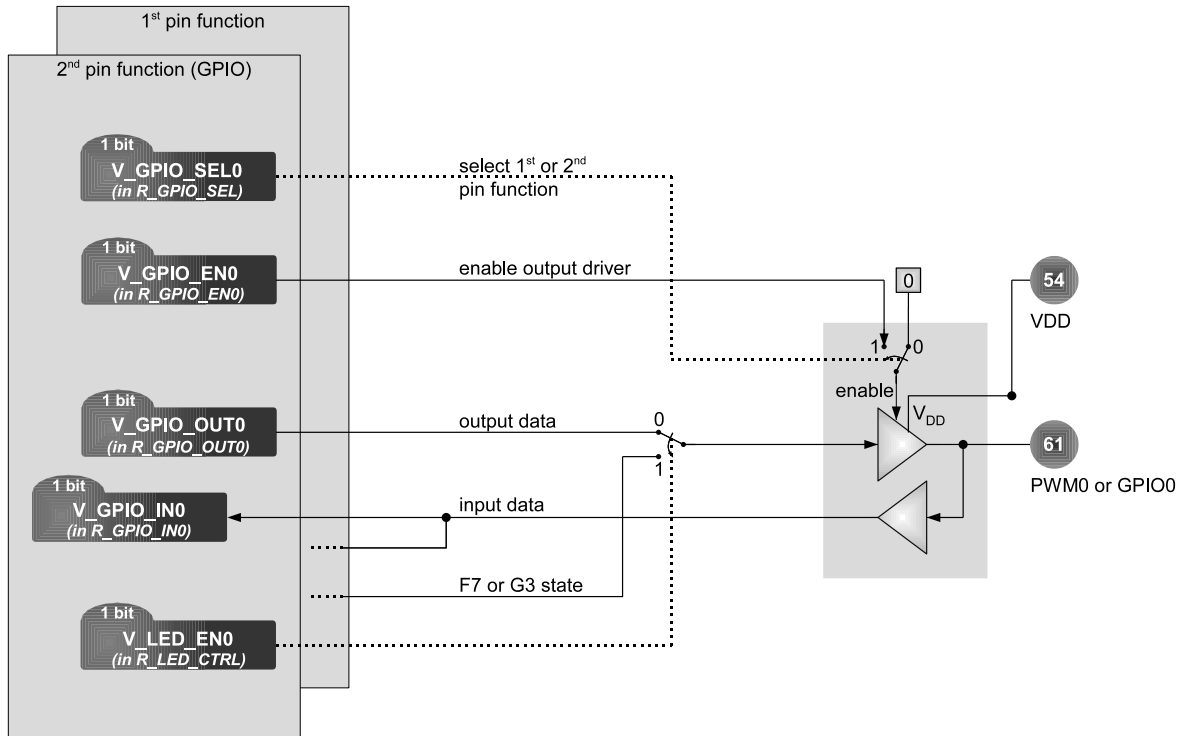 1st pin function
2nd pin function (GPIO)
1 bit
V_GPIO_SEL0
(in R_GPIO_SEL)
select 1st or 2nd
pin function
1 bit
V_GPIO_EN0
(in R_GPIO_EN0)
enable output driver
0
54
VDD
1
0
enable
VDD
1 bit
V_GPIO_OUT0
(in R_GPIO_OUT0)
output data
0
1
61
PWM0 or GPIO0
1 bit
V_GPIO_IN0
(in R_GPIO_IN0)
input data
F7 or G3 state
1 bit
V_LED_EN0
(in R_LED_CTRL)